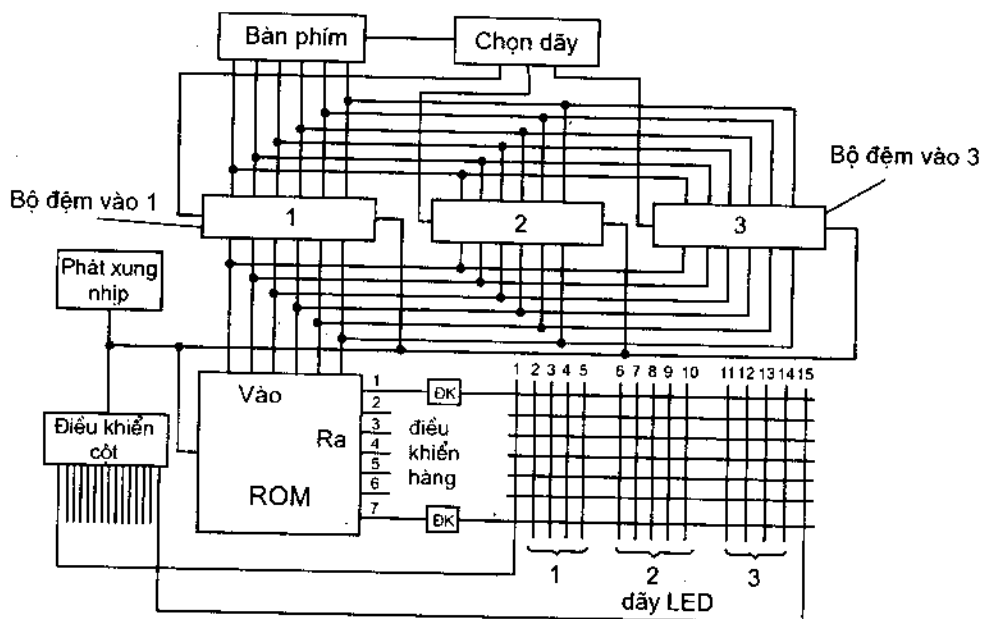 Bàn phím
Chọn dãy
Bộ đệm vào 3
Bộ đệm vào 1
1
2
3
Phát xung
nhịp
1 2 3 4 5 6 7 8 9 10 11 12 13 14 15
Vào
1
ĐK
2
Điều khiển
cột
Ra
3
điều
4
khiển
5
hàng
ROM
6
7
ĐK
1
2
3
dãy LED